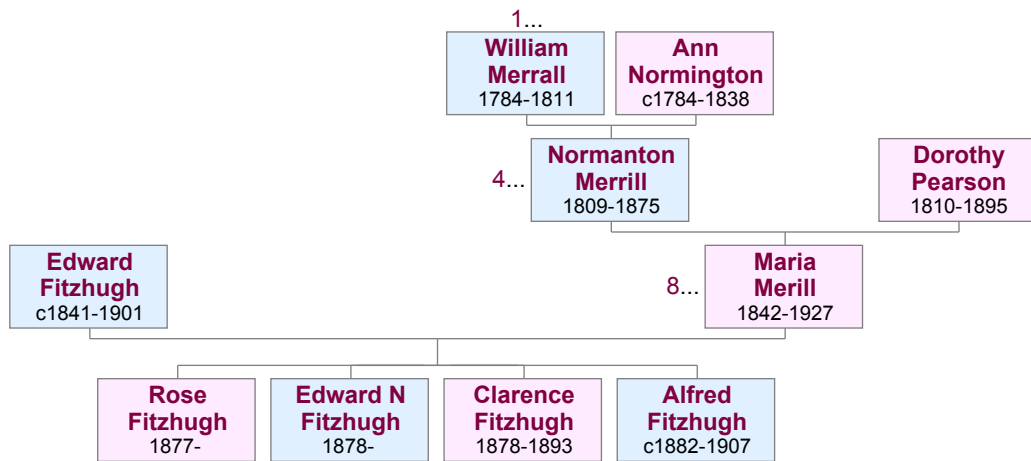 1...
William
Merrall
1784-1811
Ann
Normington
c1784-1838
4...
Normanton
Merrill
1809-1875
Dorothy
Pearson
1810-1895
Edward
Fitzhugh
c1841-1901
8...
Maria
Merill
1842-1927
Rose
Fitzhugh
1877-
Edward N
Fitzhugh
1878-
Clarence
Fitzhugh
1878-1893
Alfred
Fitzhugh
c1882-1907